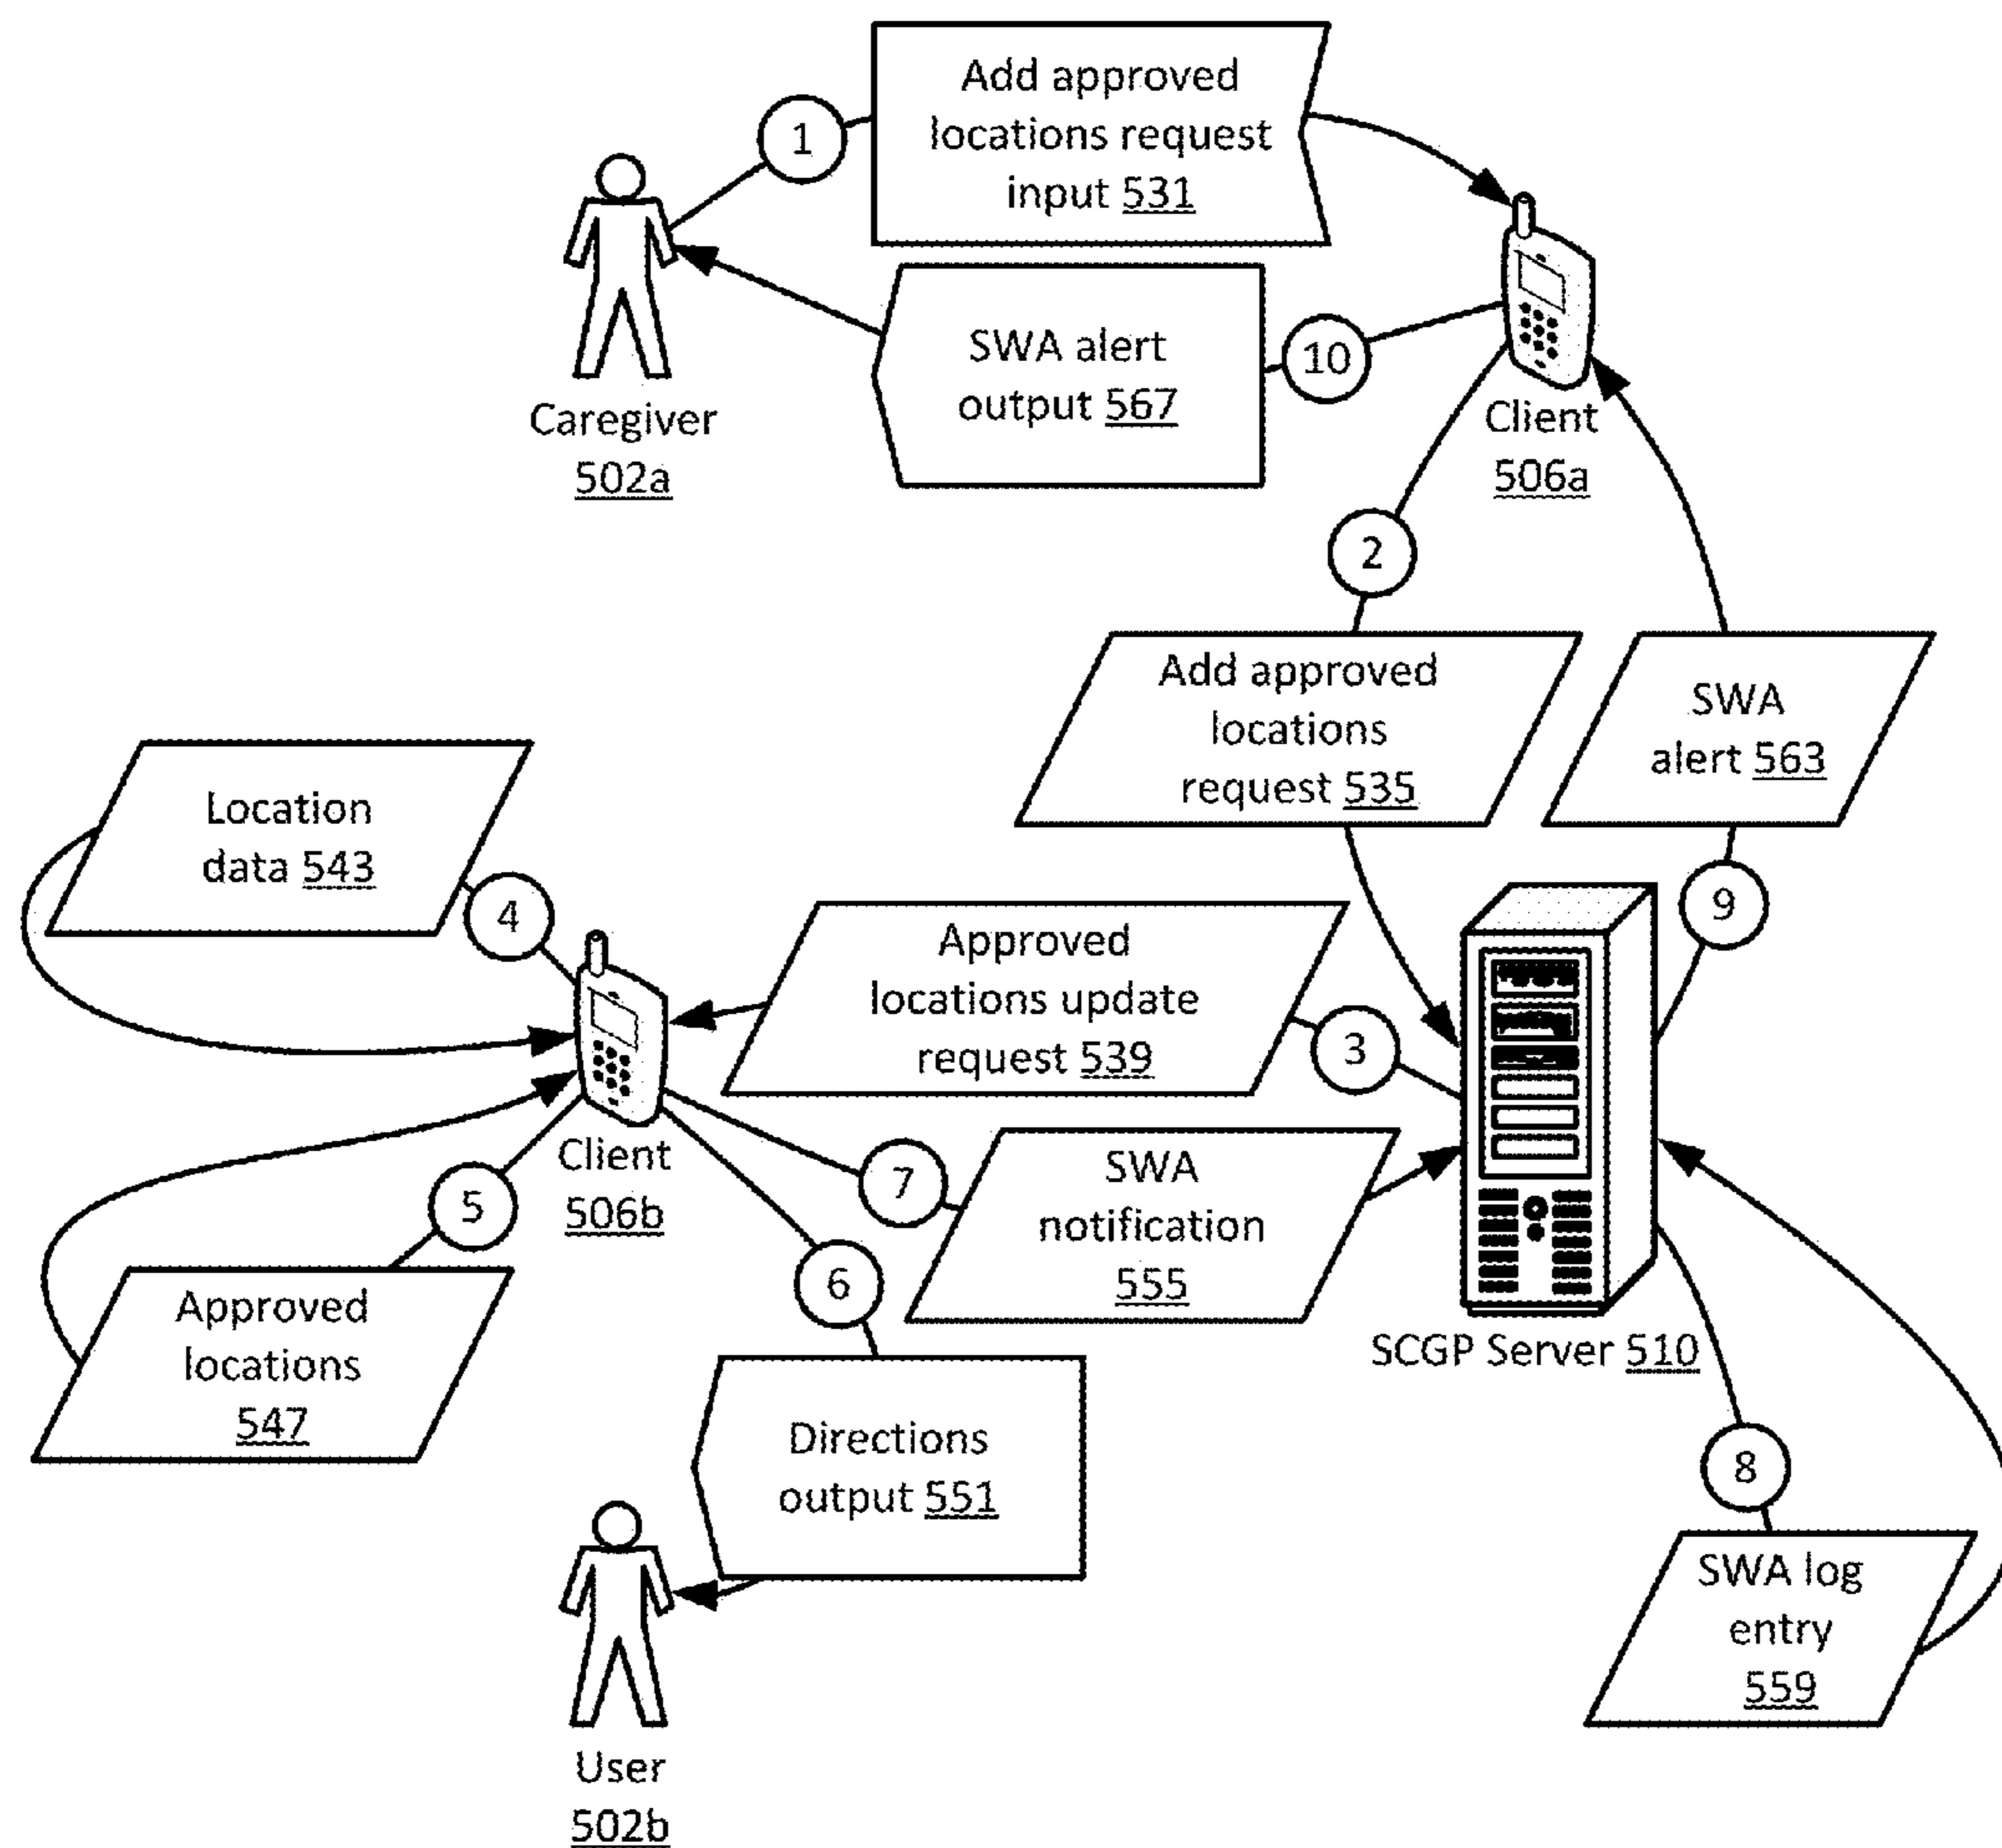 Add approved
locations request
input 531
1
SWA alert
output 567
10
Caregiver
502a
Client
506a
2
Add approved
locations
request 535
SWA
alert 563
Location
data 543
4
9
Approved
locations update
request 539
3
Client
506b
5
7
SWA
notification
555
6
Approved
locations
547
SCGP Server 510
Directions
output 551
8
SWA log
entry
559
User
502b